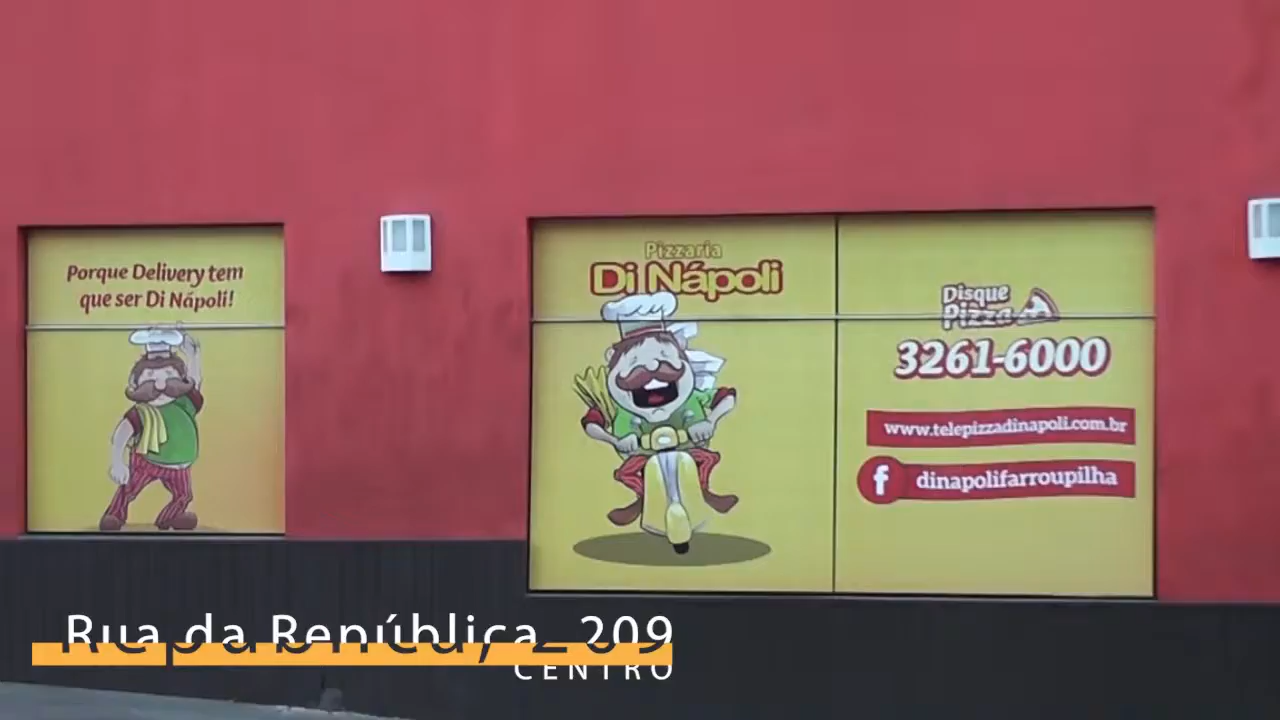 Porque Delivery tem
que ser Di Nápoli!
Pizzaria
Di Nápoli
Disque
Pizza
3261-6000
www.telepizzadinapoli.com.br
f dinapolifarroupilha
Rua da República, 209
CENTRO